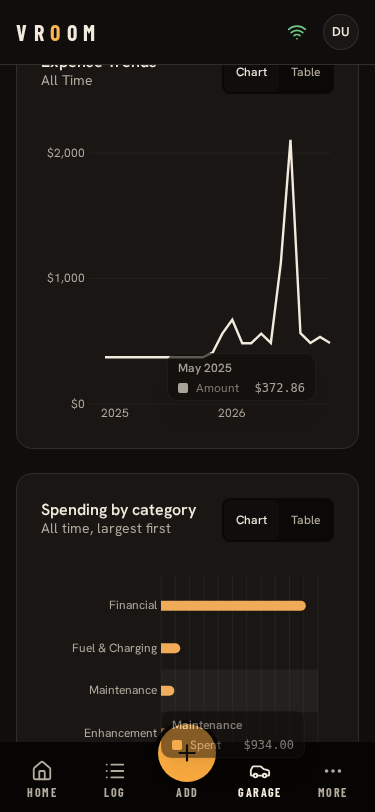 VROOM
DU
Expense Trends
All Time
Chart
Table
$2,000
$1,000
May 2025
Amount $372.86
$0
2025
2026
Spending by category
All time, largest first
Chart
Table
Financial
Fuel & Charging
Maintenance
Enhancement
Maintenance
Spent $934.00
HOME
LOG
ADD
GARAGE
MORE